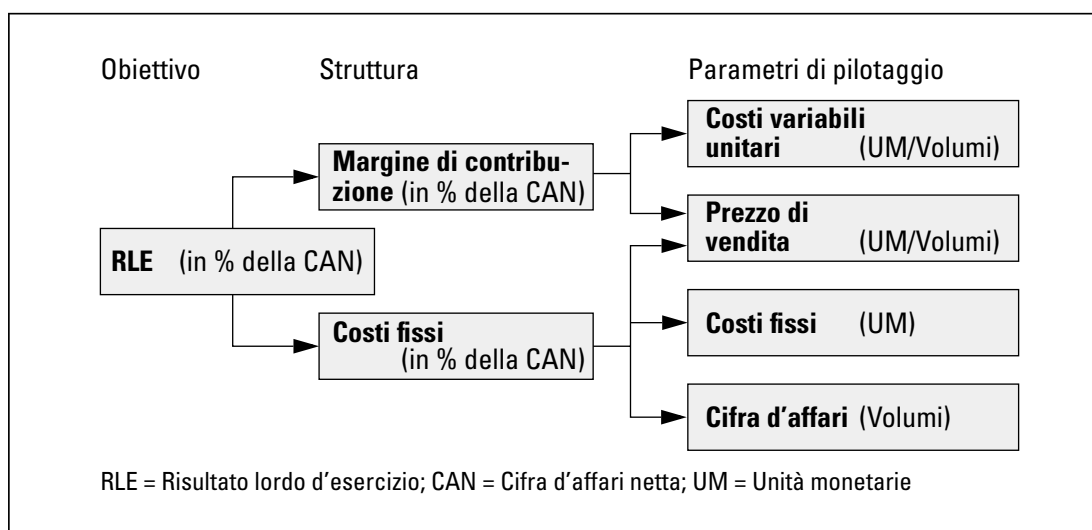 Obiettivo
Struttura
Parametri di pilotaggio
RLE (in % della CAN)
Margine di contribu-
zione (in % della CAN)
Costi fissi
(in % della CAN)
Costi variabili
unitari (UM/Volumi)
Prezzo di
vendita (UM/Volumi)
Costi fissi (UM)
Cifra d'affari (Volumi)
RLE = Risultato lordo d'esercizio; CAN = Cifra d'affari netta; UM = Unità monetarie